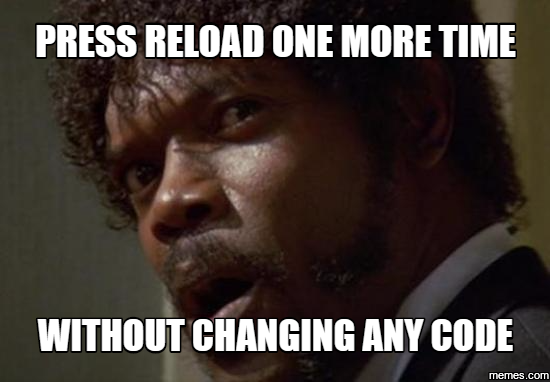 PRESS RELOAD ONE MORE TIME
WITHOUT CHANGING ANY CODE
memes.com